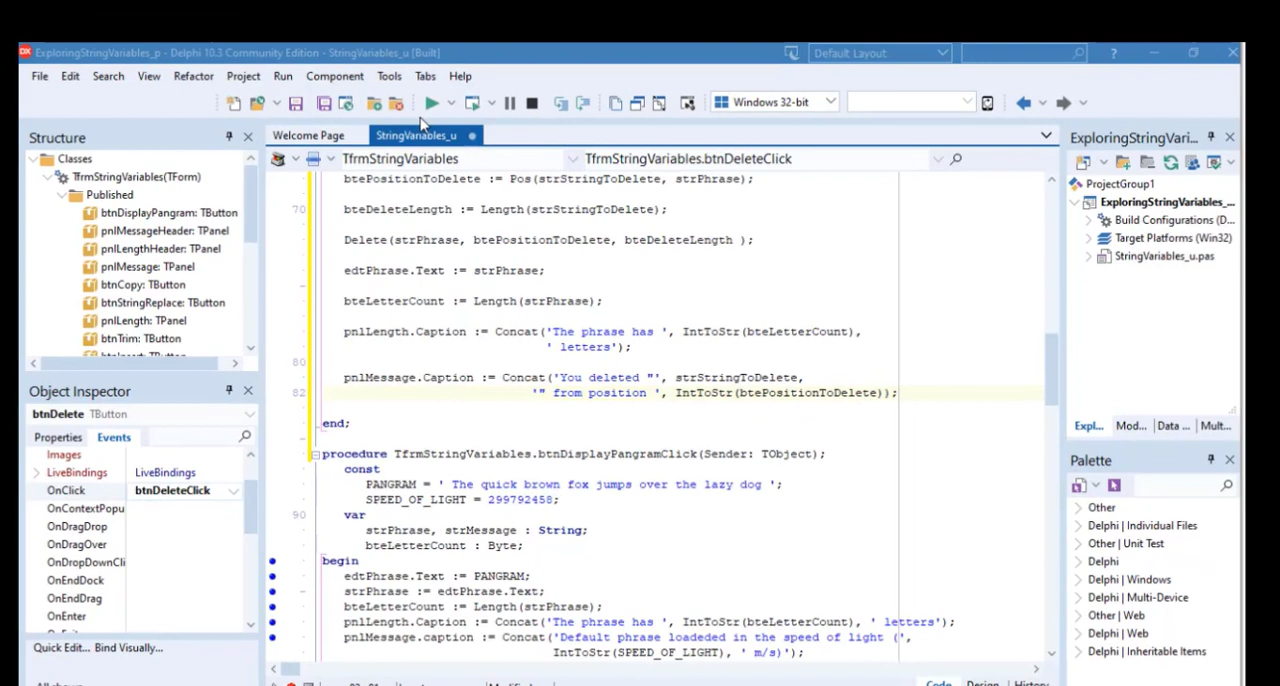 ExploringStringVariables_p - Delphi 10.3 Community Edition - StringVariables_u [Built]
Default Layout
?
File Edit Search View Refactor Project Run Component Tools Tabs Help
Windows 32-bit
Structure
Classes
TfrmStringVariables(TForm)
Published
btnDisplayPangram: TButton
pnlMessageHeader: TPanel
pnlLengthHeader: TPanel
pnlMessage: TPanel
btnCopy: TButton
btnStringReplace: TButton
pnlLength: TPanel
btnTrim: TButton
Object Inspector
btnDelete TButton
Properties Events
Images
LiveBindings LiveBindings
OnClick btnDeleteClick
OnContextPopu
OnDragDrop
OnDragOver
OnDropDownCli
OnEndDock
OnEndDrag
OnEnter
Quick Edit... Bind Visually...
All shown
Welcome Page StringVariables_u
TfrmStringVariables TfrmStringVariables.btnDeleteClick
btePositionToDelete := Pos(strStringToDelete, strPhrase);
70 bteDeleteLength := Length(strStringToDelete);
Delete(strPhrase, btePositionToDelete, bteDeleteLength );
edtPhrase.Text := strPhrase;
bteLetterCount := Length(strPhrase);
pnlLength.Caption := Concat('The phrase has ', IntToStr(bteLetterCount),
' letters');
80
pnlMessage.Caption := Concat('You deleted "', strStringToDelete,
82 '" from position ', IntToStr(btePositionToDelete));
end;
procedure TfrmStringVariables.btnDisplayPangramClick(Sender: TObject);
const
PANGRAM = ' The quick brown fox jumps over the lazy dog ';
SPEED_OF_LIGHT = 299792458;
90 var
strPhrase, strMessage : String;
bteLetterCount : Byte;
begin
edtPhrase.Text := PANGRAM;
strPhrase := edtPhrase.Text;
bteLetterCount := Length(strPhrase);
pnlLength.Caption := Concat('The phrase has ', IntToStr(bteLetterCount), ' letters');
pnlMessage.caption := Concat('Default phrase loadeded in the speed of light (',
IntToStr(SPEED_OF_LIGHT), ' m/s)');
Code Design History
ExploringStringVari...
ProjectGroup1
ExploringStringVariables_...
Build Configurations (D...
Target Platforms (Win32)
StringVariables_u.pas
Expl... Mod... Data ... Mult...
Palette
Other
Delphi | Individual Files
Other | Unit Test
Delphi
Delphi | Windows
Delphi | Multi-Device
Other | Web
Delphi | Web
Delphi | Inheritable Items